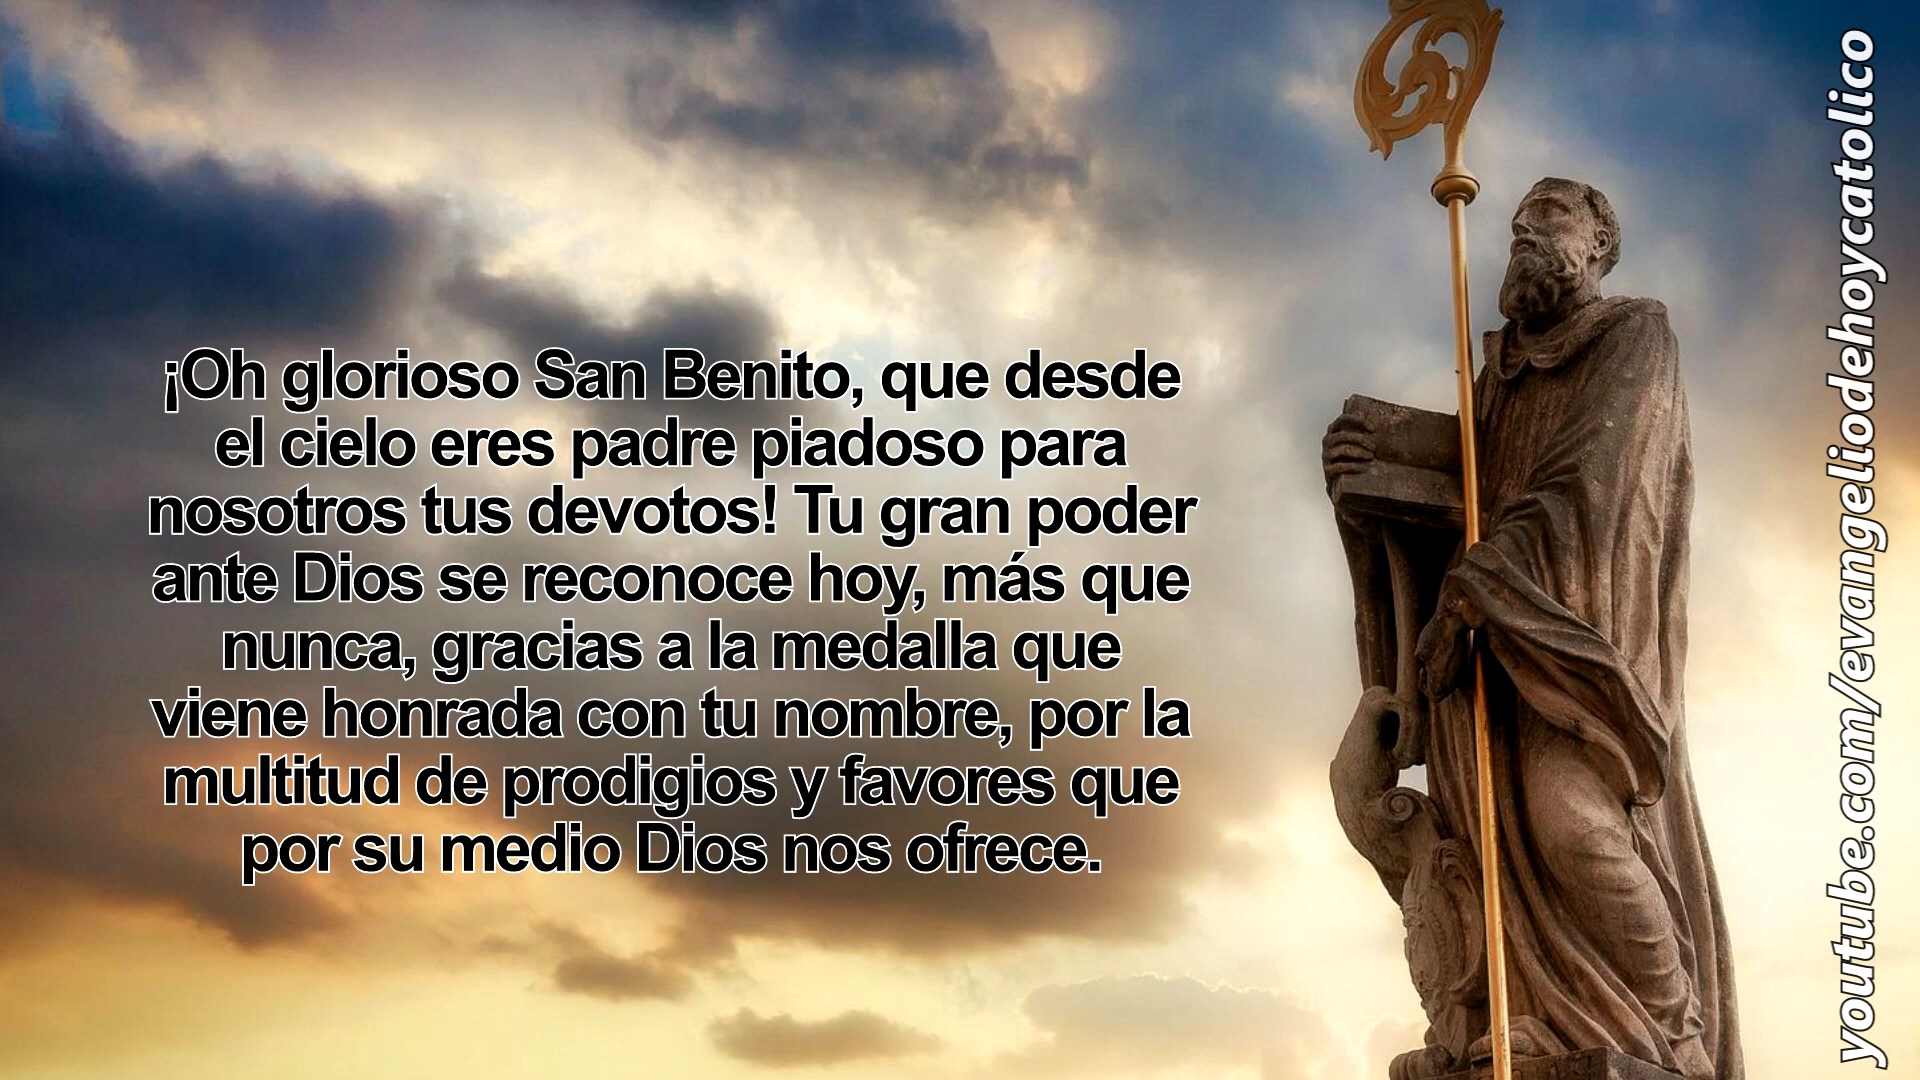 ¡Oh glorioso San Benito, que desde
el cielo eres padre piadoso para
nosotros tus devotos! Tu gran poder
ante Dios se reconoce hoy, más que
nunca, gracias a la medalla que
viene honrada con tu nombre, por la
multitud de prodigios y favores que
por su medio Dios nos ofrece.
youtube.com/evangeliodehoycatolico